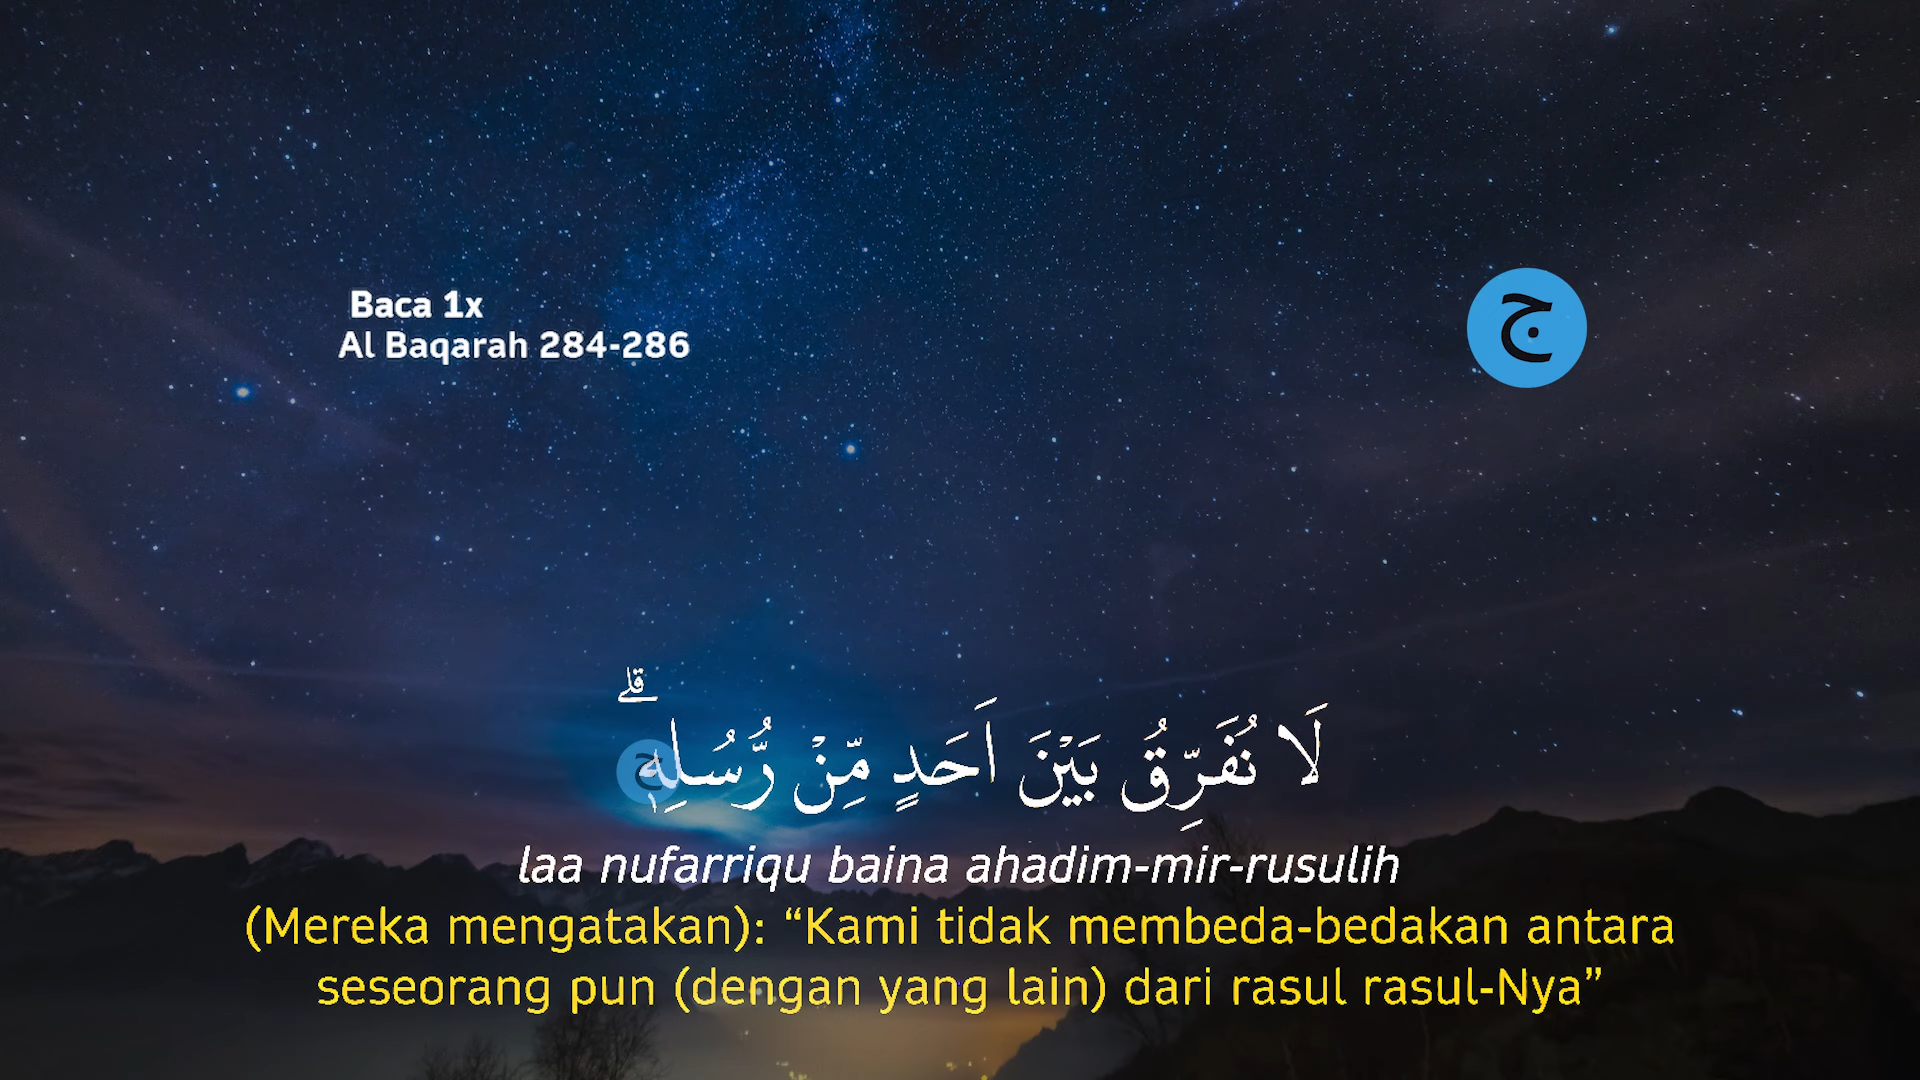 Baca 1x
Al Baqarah 284-286
ج
لَا نُفَرِّقُ بَيْنَ اَحَدٍ مِّنْ رُّسُلِهٖ ۗ
laa nufarriqu baina ahadim-mir-rusulih
(Mereka mengatakan): “Kami tidak membeda-bedakan antara
seseorang pun (dengan yang lain) dari rasul rasul-Nya”